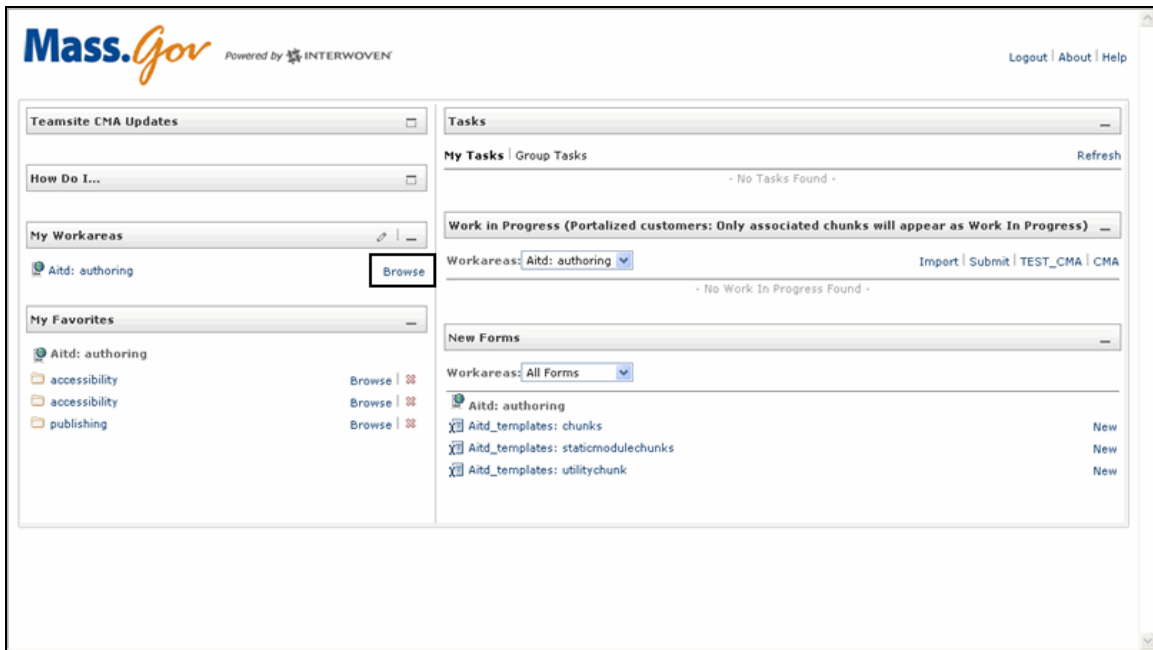 Mass.Gov Powered by INTERWOVEN
Logout | About | Help
Teamsite CMA Updates
How Do I...
My Workareas
Aitd: authoring Browse
My Favorites
Aitd: authoring
accessibility Browse
accessibility Browse
publishing Browse
Tasks
My Tasks | Group Tasks Refresh
- No Tasks Found -
Work in Progress (Portalized customers: Only associated chunks will appear as Work In Progress)
Workareas: Aitd: authoring Import | Submit | TEST_CMA | CMA
- No Work In Progress Found -
New Forms
Workareas: All Forms
Aitd: authoring
Aitd_templates: chunks New
Aitd_templates: staticmodulechunks New
Aitd_templates: utilitychunk New